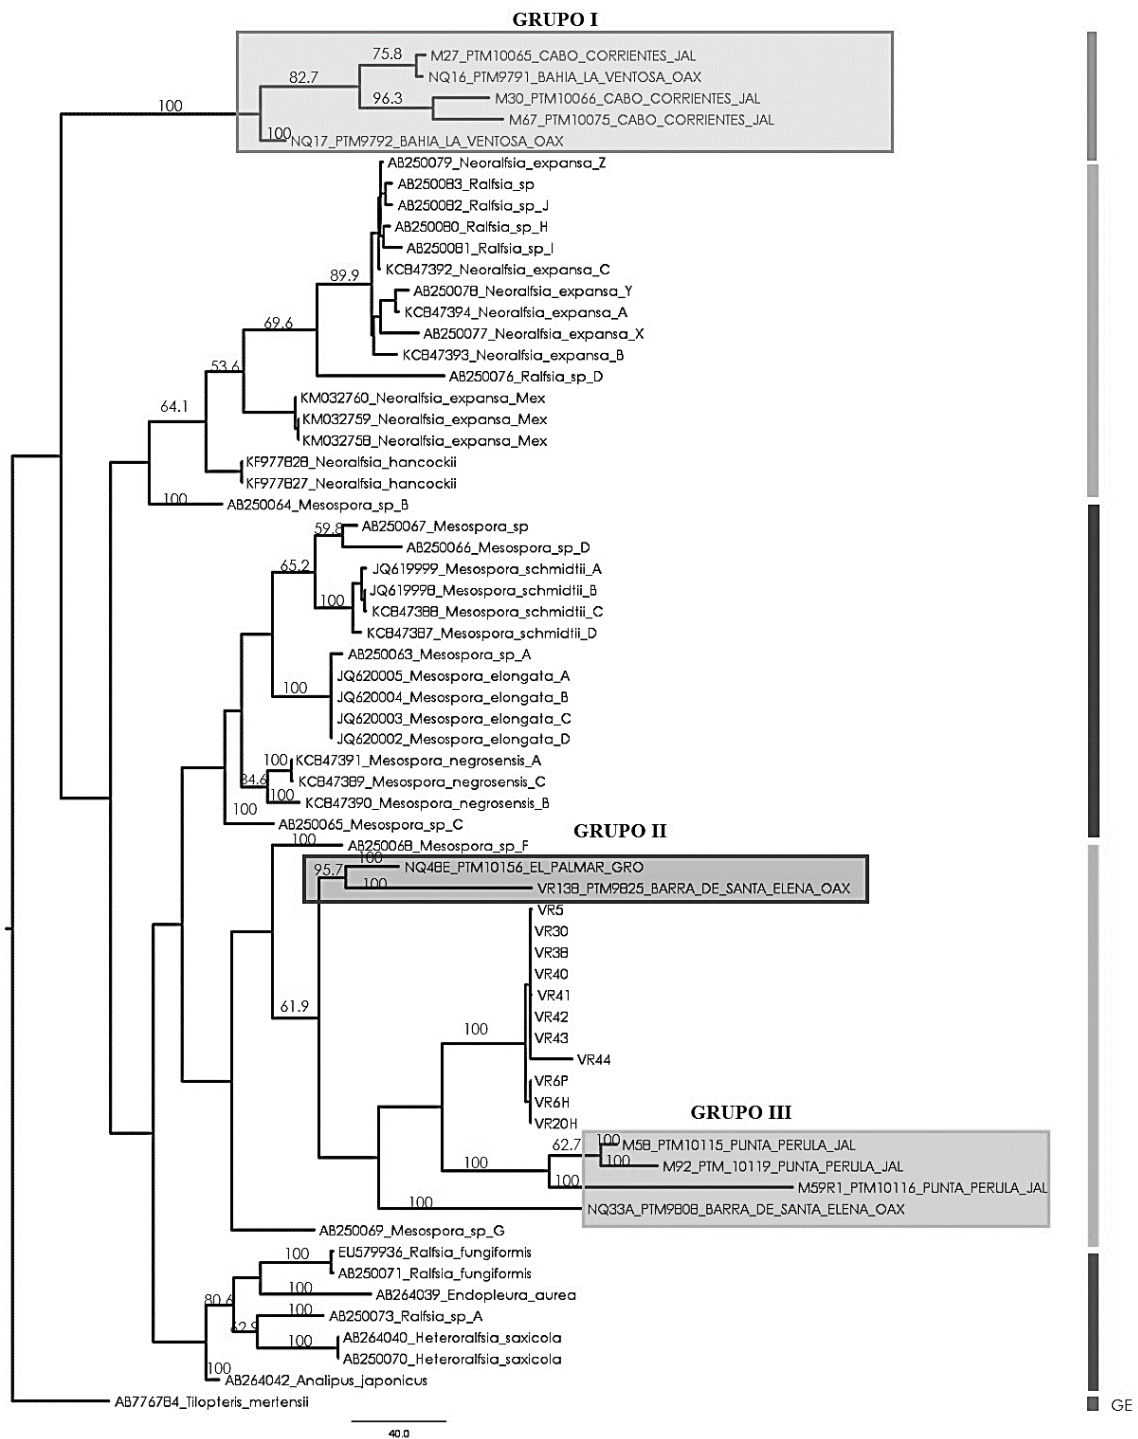 GRUPO I
75.8
M27_PTM10065_CABO_CORRIENTES_JAL
82.7
NQ16_PTM9791_BAHIA_LA_VENTOSA_OAX
96.3
M30_PTM10066_CABO_CORRIENTES_JAL
100
M67_PTM10075_CABO_CORRIENTES_JAL
100
NQ17_PTM9792_BAHIA_LA_VENTOSA_OAX
AB250079_Neoralfsia_expansa_Z
AB250083_Ralfsia_sp
AB250082_Ralfsia_sp_J
AB250080_Ralfsia_sp_H
AB250081_Ralfsia_sp_I
KC847392_Neoralfsia_expansa_C
89.9
AB250078_Neoralfsia_expansa_Y
KC847394_Neoralfsia_expansa_A
69.6
AB250077_Neoralfsia_expansa_X
KC847393_Neoralfsia_expansa_B
53.6
AB250076_Ralfsia_sp_D
KM032760_Neoralfsia_expansa_Mex
64.1
KM032759_Neoralfsia_expansa_Mex
KM032758_Neoralfsia_expansa_Mex
KF977828_Neoralfsia_hancockii
KF977827_Neoralfsia_hancockii
100
AB250064_Mesospora_sp_B
59.8
AB250067_Mesospora_sp
AB250066_Mesospora_sp_D
65.2
JQ619999_Mesospora_schmidtii_A
JQ619998_Mesospora_schmidtii_B
100
KC847388_Mesospora_schmidtii_C
KC847387_Mesospora_schmidtii_D
AB250063_Mesospora_sp_A
JQ620005_Mesospora_elongata_A
100
JQ620004_Mesospora_elongata_B
JQ620003_Mesospora_elongata_C
JQ620002_Mesospora_elongata_D
100
KC847391_Mesospora_negrosensis_A
84.6
KC847389_Mesospora_negrosensis_C
100
KC847390_Mesospora_negrosensis_B
100
AB250065_Mesospora_sp_C
GRUPO II
100
AB250068_Mesospora_sp_F
95.7
100
NQ48E_PTM10156_EL_PALMAR_GRO
100
VR13B_PTM9825_BARRA_DE_SANTA_ELENA_OAX
VR5
VR30
VR38
VR40
VR41
61.9
VR42
100
VR43
VR44
VR6P
VR6H
GRUPO III
VR20H
62.7
100
M58_PTM10115_PUNTA_PERULA_JAL
100
100
M92_PTM_10119_PUNTA_PERULA_JAL
100
M59R1_PTM10116_PUNTA_PERULA_JAL
100
NQ33A_PTM9808_BARRA_DE_SANTA_ELENA_OAX
AB250069_Mesospora_sp_G
100
EU579936_Ralfsia_fungiformis
AB250071_Ralfsia_fungiformis
100
AB264039_Endopleura_aurea
80.6
100
AB250073_Ralfsia_sp_A
62.9
100
AB264040_Heteroralfsia_saxicola
AB250070_Heteroralfsia_saxicola
100
AB264042_Analipus_japonicus
AB776784_Tilopteris_mertensii
GE
40.0